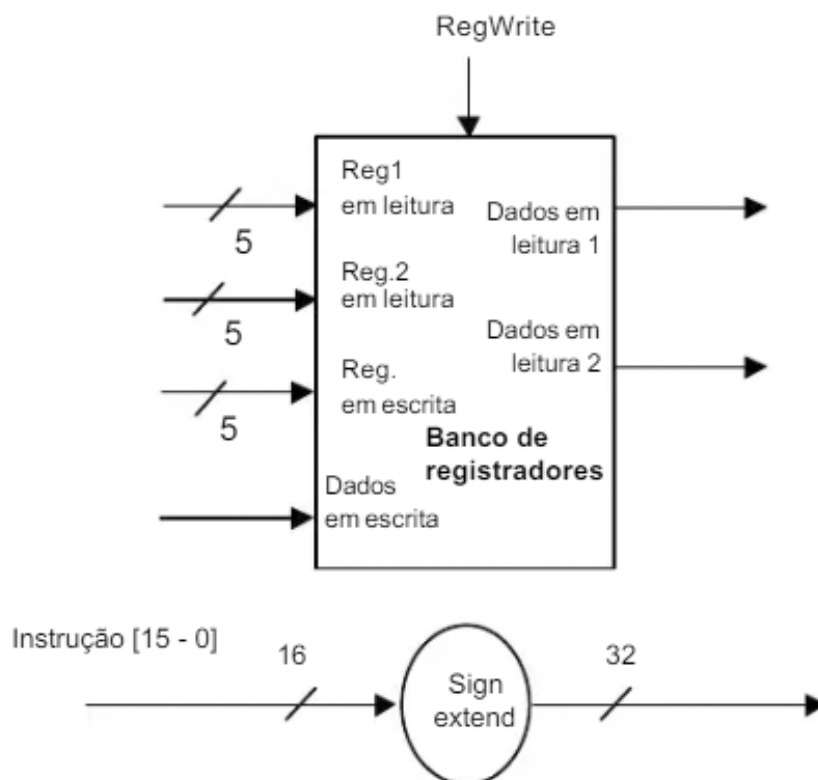 RegWrite
Reg1
em leitura
5
Reg.2
em leitura
5
Reg.
em escrita
5
Dados
em escrita
Dados em
leitura 1
Dados em
leitura 2
Banco de
registradores
Instrução [15 - 0]
16
Sign
extend
32